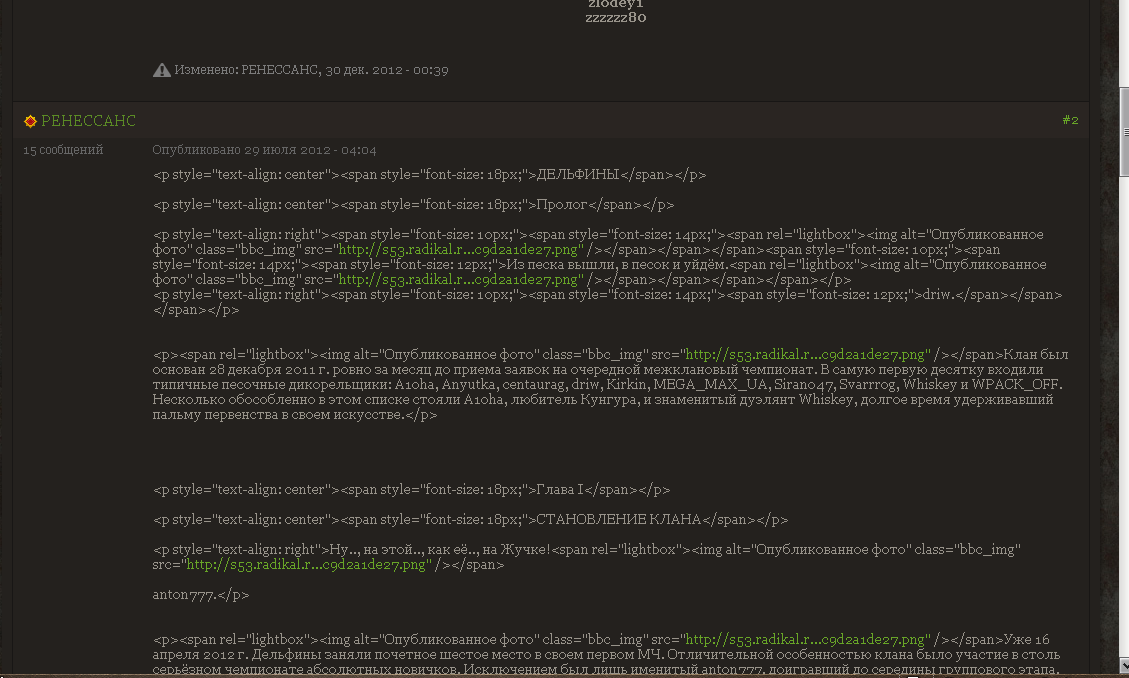 zlodey1
zzzzzz80
Изменено: РЕНЕССАНС, 30 дек. 2012 - 00:39
РЕНЕССАНС
#2
15 сообщений
Опубликовано 29 июля 2012 - 04:04
<p style="text-align: center"><span style="font-size: 18px;">ДЕЛЬФИНЫ</span></p>
<p style="text-align: center"><span style="font-size: 18px;">Пролог</span></p>
<p style="text-align: right"><span style="font-size: 10px;"><span style="font-size: 14px;"><span rel="lightbox"><img alt="Опубликованное
фото" class="bbc_img" src="http://s53.radikal.r...c9d2a1de27.png" /></span></span></span><span style="font-size: 10px;"><span
style="font-size: 14px;"><span style="font-size: 12px;">Из песка вышли, в песок и уйдём.<span rel="lightbox"><img alt="Опубликованное
фото" class="bbc_img" src="http://s53.radikal.r...c9d2a1de27.png" /></span></span></span></span></p>
<p style="text-align: right"><span style="font-size: 10px;"><span style="font-size: 14px;"><span style="font-size: 12px;">driw.</span></span>
</span></p>
<p><span rel="lightbox"><img alt="Опубликованное фото" class="bbc_img" src="http://s53.radikal.r...c9d2a1de27.png" /></span>Клан был
основан 28 декабря 2011 г. ровно за месяц до приема заявок на очередной межклановый чемпионат. В самую первую десятку входили
типичные песочные дикорельщики: A1oha, Anyutka, centaurag, driw, Kirkin, MEGA_MAX_UA, Sirano47, Svarrrog, Whiskey и WPACK_OFF.
Несколько обособленно в этом списке стояли A1oha, любитель Кунгура, и знаменитый дуэлянт Whiskey, долгое время удерживавший
пальму первенства в своем искусстве.</p>
<p style="text-align: center"><span style="font-size: 18px;">Глава I</span></p>
<p style="text-align: center"><span style="font-size: 18px;">СТАНОВЛЕНИЕ КЛАНА</span></p>
<p style="text-align: right">Ну.., на этой.., как её.., на Жучке!<span rel="lightbox"><img alt="Опубликованное фото" class="bbc_img"
src="http://s53.radikal.r...c9d2a1de27.png" /></span>
anton777.</p>
<p><span rel="lightbox"><img alt="Опубликованное фото" class="bbc_img" src="http://s53.radikal.r...c9d2a1de27.png" /></span>Уже 16
апреля 2012 г. Дельфины заняли почетное шестое место в своем первом МЧ. Отличительной особенностью клана было участие в столь
серьёзном чемпионате абсолютных новичков. Исключением был лишь именитый anton777, доигравший до середины группового этапа.